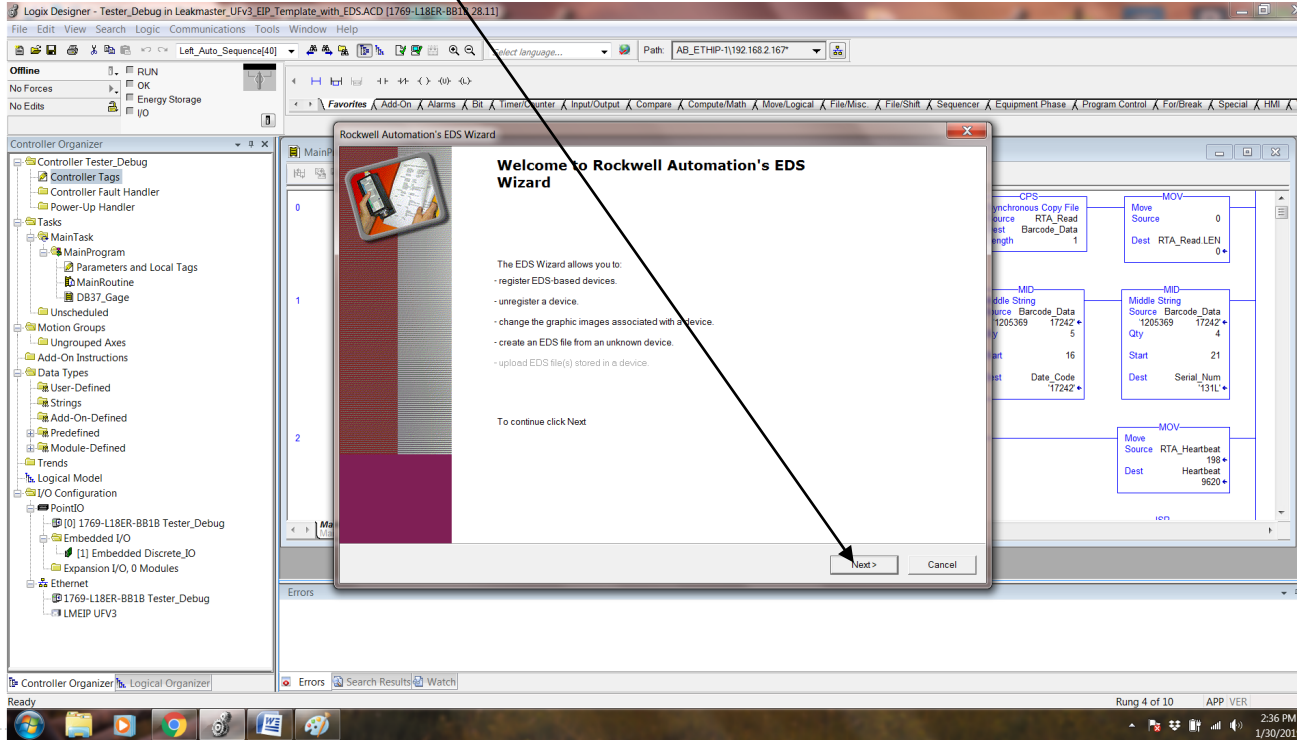 Logix Designer - Tester_Debug in Leakmaster_UFv3_EIP_Template_with_EDS.ACD [1769-L18ER-BB1B 28.11]
File Edit View Search Logic Communications Tools Window Help
Left_Auto_Sequence[40]
Select language...
Path: AB_ETHIP-1\192.168.2.167*
Offline
RUN
No Forces
OK
No Edits
Energy Storage
I/O
Favorites Add-On Alarms Bit Timer/Counter Input/Output Compare Compute/Math Move/Logical File/Misc. File/Shift Sequencer Equipment Phase Program Control For/Break Special HMI
Controller Organizer
Controller Tester_Debug
Controller Tags
Controller Fault Handler
Power-Up Handler
Tasks
MainTask
MainProgram
Parameters and Local Tags
MainRoutine
DB37_Gage
Unscheduled
Motion Groups
Ungrouped Axes
Add-On Instructions
Data Types
User-Defined
Strings
Add-On-Defined
Predefined
Module-Defined
Trends
Logical Model
I/O Configuration
PointIO
[0] 1769-L18ER-BB1B Tester_Debug
Embedded I/O
[1] Embedded Discrete_IO
Expansion I/O, 0 Modules
Ethernet
1769-L18ER-BB1B Tester_Debug
LMEIP UFV3
Controller Organizer
Logical Organizer
MainP
0
1
2
Rockwell Automation's EDS Wizard
Welcome to Rockwell Automation's EDS
Wizard
The EDS Wizard allows you to:
- register EDS-based devices.
- unregister a device.
- change the graphic images associated with a device.
- create an EDS file from an unknown device.
- upload EDS file(s) stored in a device.
To continue click Next
Next >
Cancel
CPS
ynchronous Copy File
ource RTA_Read
est Barcode_Data
ength 1
MOV
Move
Source 0
Dest RTA_Read.LEN
0
MID
ddle String
urce Barcode_Data
'1205369 17242'
y 5
art 16
st Date_Code
'17242'
MID
Middle String
Source Barcode_Data
'1205369 17242'
Qty 4
Start 21
Dest Serial_Num
'131L'
MOV
Move
Source RTA_Heartbeat
198
Dest Heartbeat
9620
Errors
Errors Search Results Watch
Ready
Rung 4 of 10 APP VER
2:36 PM
1/30/201